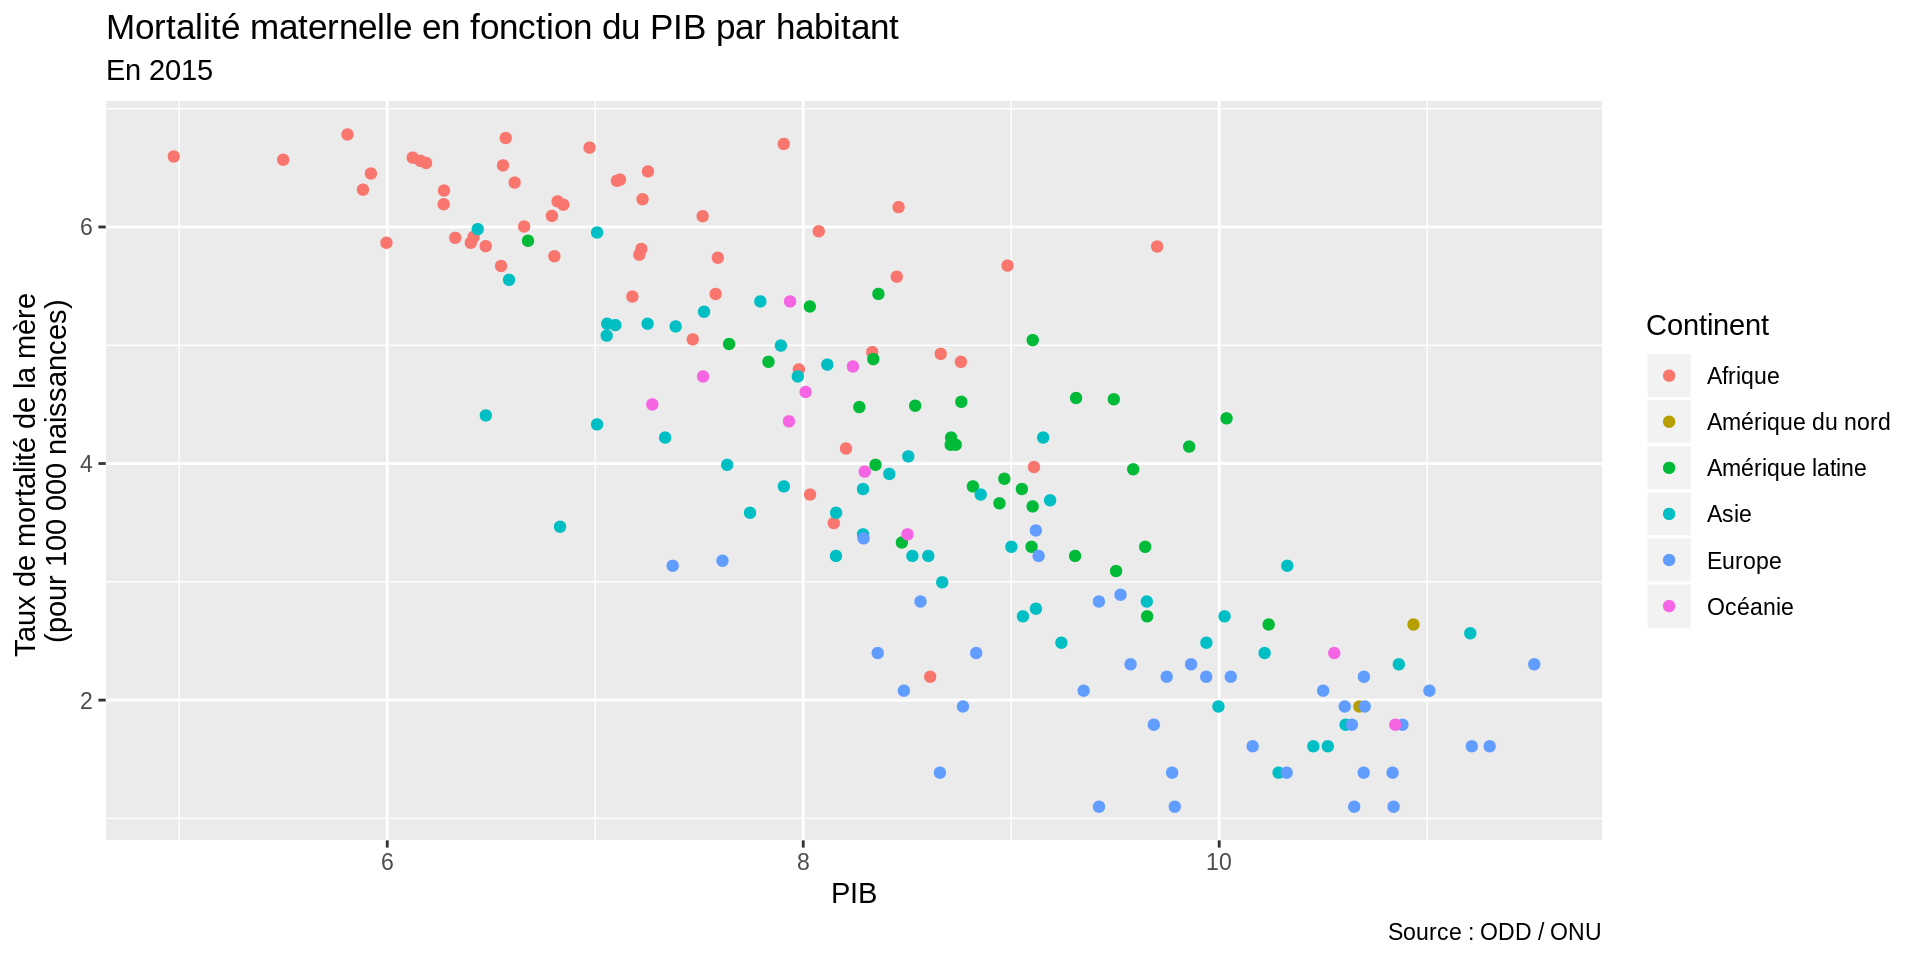 Mortalité maternelle en fonction du PIB par habitant
En 2015
Taux de mortalité de la mère
(pour 100 000 naissances)
6
4
2
6
8
10
PIB
Continent
Afrique
Amérique du nord
Amérique latine
Asie
Europe
Océanie
Source : ODD / ONU